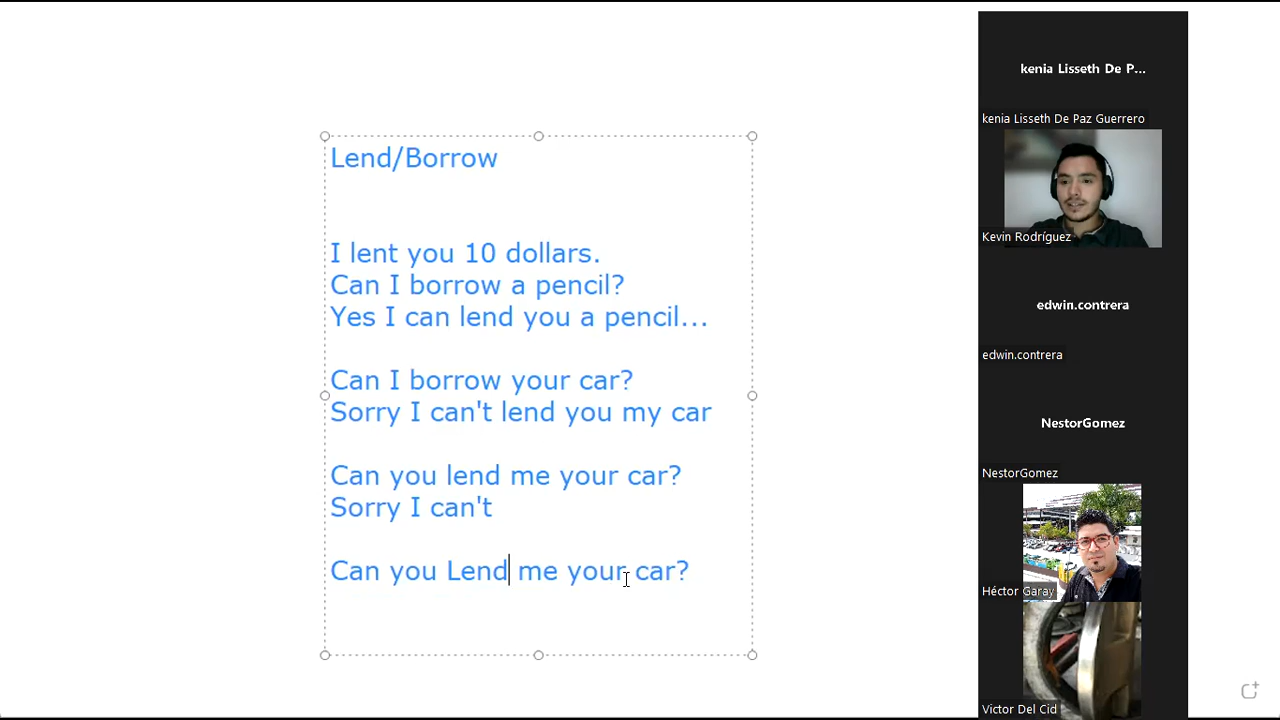 Lend/Borrow
I lent you 10 dollars.
Can I borrow a pencil?
Yes I can lend you a pencil...
Can I borrow your car?
Sorry I can't lend you my car
Can you lend me your car?
Sorry I can't
Can you Lend me your car?
kenia Lisseth De P...
kenia Lisseth De Paz Guerrero
Kevin Rodríguez
edwin.contrera
edwin.contrera
NestorGomez
NestorGomez
Héctor Garay
Victor Del Cid